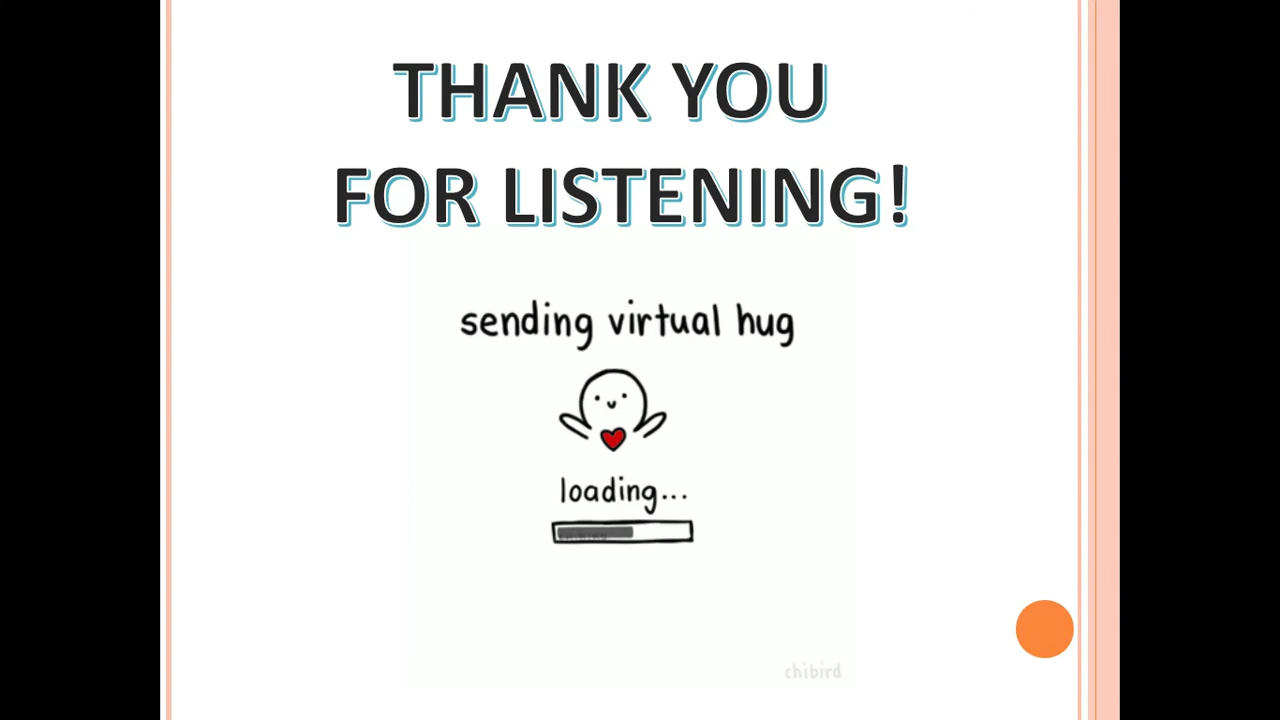 THANK YOU
FOR LISTENING!
sending virtual hug
loading...
chibird